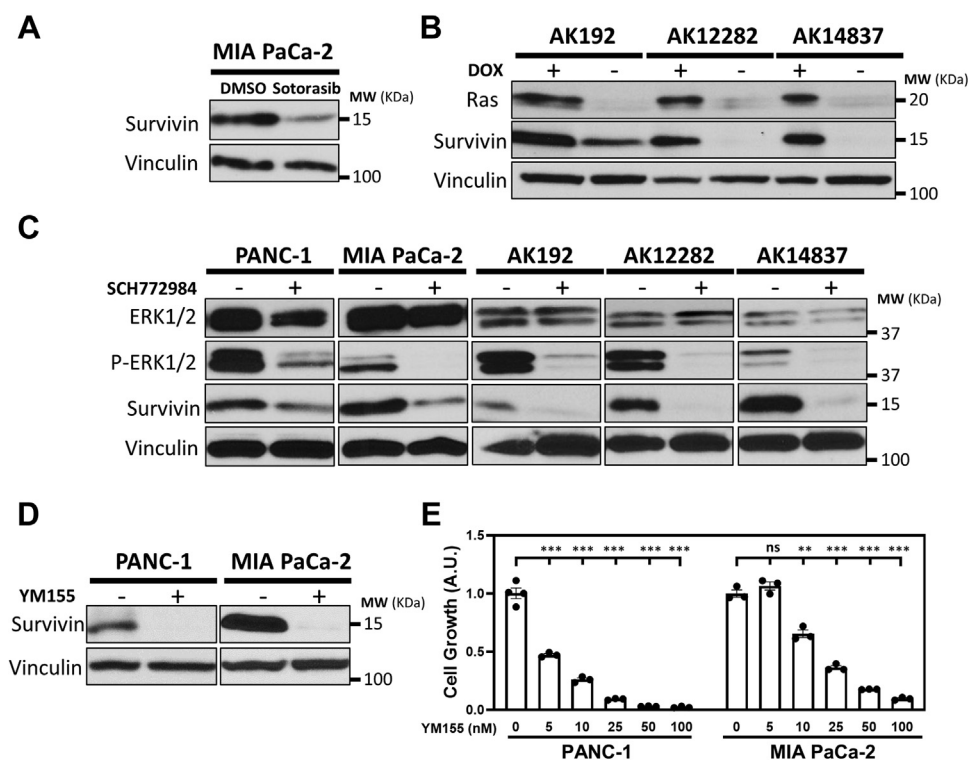 A
MIA PaCa-2
DMSO Sotorasib
MW (KDa)
Survivin
15
Vinculin
100
B
AK192 AK12282 AK14837
DOX + - + - + -
MW (KDa)
Ras
20
Survivin
15
Vinculin
100
C
PANC-1 MIA PaCa-2 AK192 AK12282 AK14837
SCH772984 - + - + - + - + - +
MW (KDa)
ERK1/2
37
P-ERK1/2
37
Survivin
15
Vinculin
100
D
PANC-1 MIA PaCa-2
YM155 - + - +
MW (KDa)
Survivin
15
Vinculin
100
E
Cell Growth (A.U.)
1.5
1.0
0.5
0.0
*** *** *** *** ***
ns ** *** *** ***
YM155 (nM) 0 5 10 25 50 100 0 5 10 25 50 100
PANC-1 MIA PaCa-2